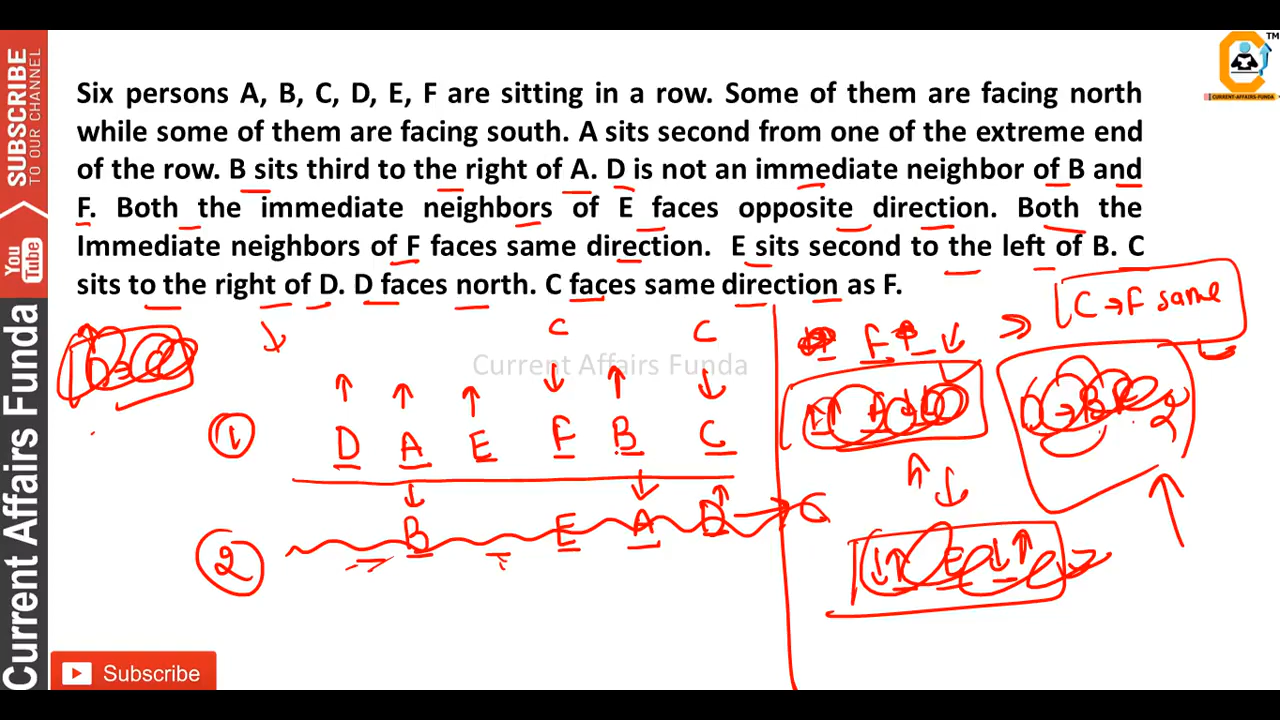 Six persons A, B, C, D, E, F are sitting in a row. Some of them are facing north
while some of them are facing south. A sits second from one of the extreme end
of the row. B sits third to the right of A. D is not an immediate neighbor of B and
F. Both the immediate neighbors of E faces opposite direction. Both the
Immediate neighbors of F faces same direction. E sits second to the left of B. C
sits to the right of D. D faces north. C faces same direction as F.
TM
CURRENT-AFFAIRS-FUNDA
SUBSCRIBE
TO OUR CHANNEL
You
Tube
Current Affairs Funda
C → F same
C C
F
Current Affairs Funda
1 D A E F B C
2 B E A D
E
Subscribe